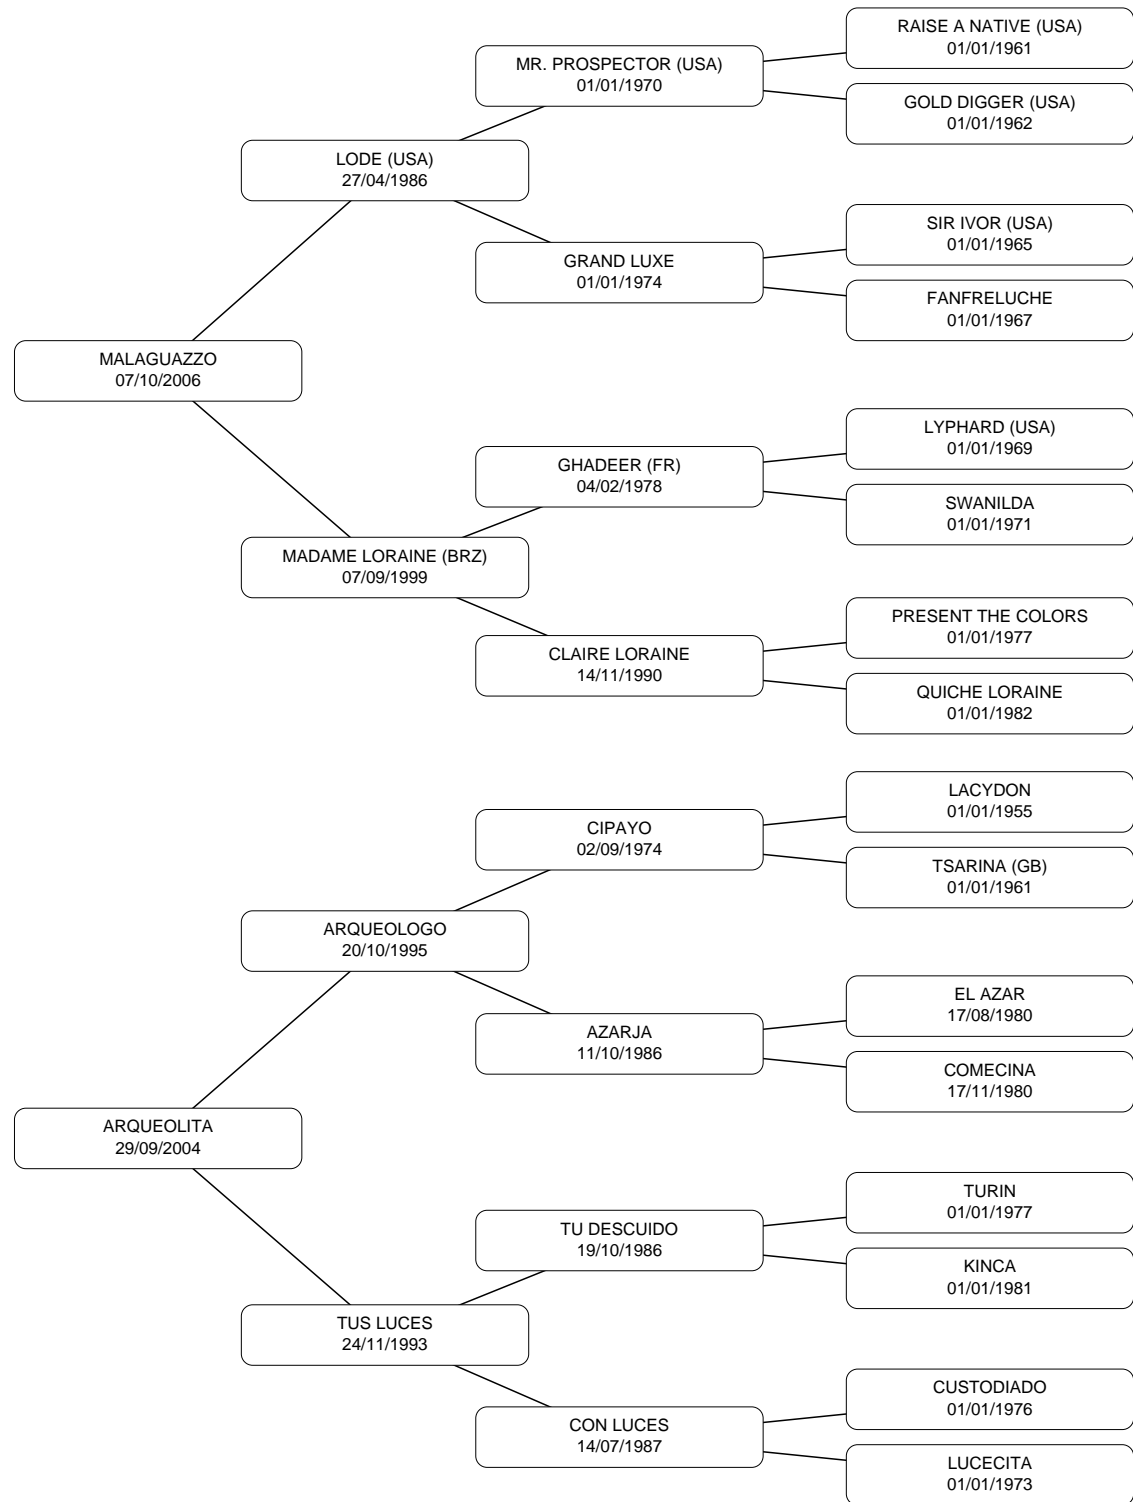 RAISE A NATIVE (USA)
01/01/1961
MR. PROSPECTOR (USA)
01/01/1970
GOLD DIGGER (USA)
01/01/1962
LODE (USA)
27/04/1986
SIR IVOR (USA)
01/01/1965
GRAND LUXE
01/01/1974
FANFRELUCHE
01/01/1967
MALAGUAZZO
07/10/2006
LYPHARD (USA)
01/01/1969
GHADEER (FR)
04/02/1978
SWANILDA
01/01/1971
MADAME LORAINE (BRZ)
07/09/1999
PRESENT THE COLORS
01/01/1977
CLAIRE LORAINE
14/11/1990
QUICHE LORAINE
01/01/1982
LACYDON
01/01/1955
CIPAYO
02/09/1974
TSARINA (GB)
01/01/1961
ARQUEOLOGO
20/10/1995
EL AZAR
17/08/1980
AZARJA
11/10/1986
COMECINA
17/11/1980
ARQUEOLITA
29/09/2004
TURIN
01/01/1977
TU DESCUIDO
19/10/1986
KINCA
01/01/1981
TUS LUCES
24/11/1993
CUSTODIADO
01/01/1976
CON LUCES
14/07/1987
LUCECITA
01/01/1973